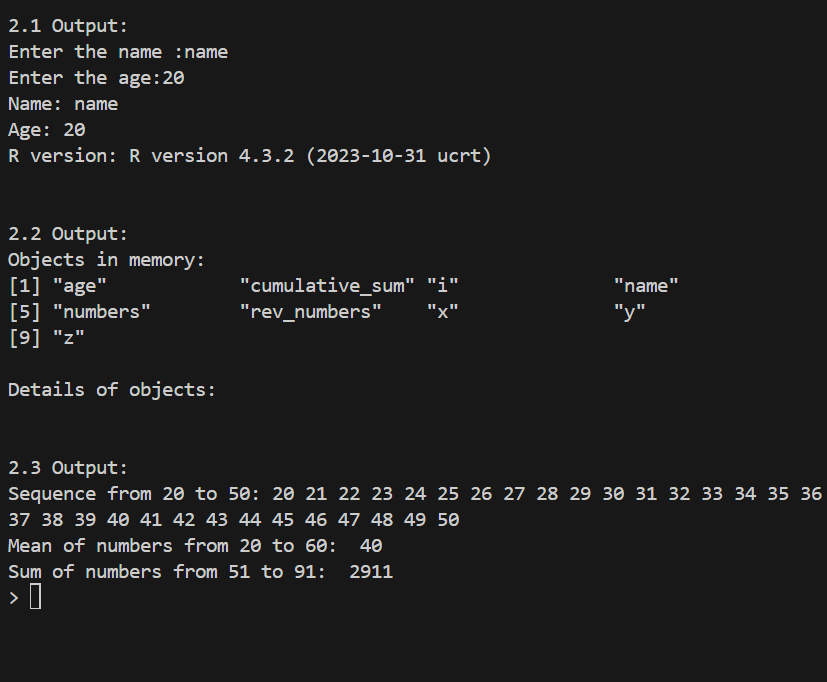 2.1 Output:
Enter the name :name
Enter the age:20
Name: name
Age: 20
R version: R version 4.3.2 (2023-10-31 ucrt)
2.2 Output:
Objects in memory:
[1] "age"            "cumulative_sum" "i"              "name"
[5] "numbers"        "rev_numbers"    "x"              "y"
[9] "z"
Details of objects:
2.3 Output:
Sequence from 20 to 50: 20 21 22 23 24 25 26 27 28 29 30 31 32 33 34 35 36
37 38 39 40 41 42 43 44 45 46 47 48 49 50
Mean of numbers from 20 to 60:  40
Sum of numbers from 51 to 91:  2911
>